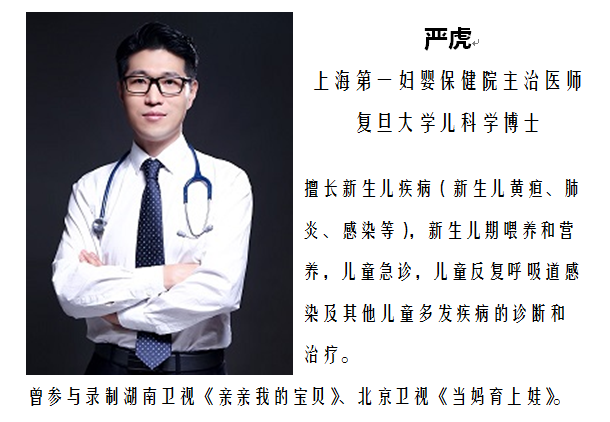 严虎
上海第一妇婴保健院主治医师
复旦大学儿科学博士
擅长新生儿疾病（新生儿黄疸、肺
炎、感染等），新生儿期喂养和营
养，儿童急诊，儿童反复呼吸道感
染及其他儿童多发疾病的诊断和
治疗。
曾参与录制湖南卫视《亲亲我的宝贝》、北京卫视《当妈育上娃》。